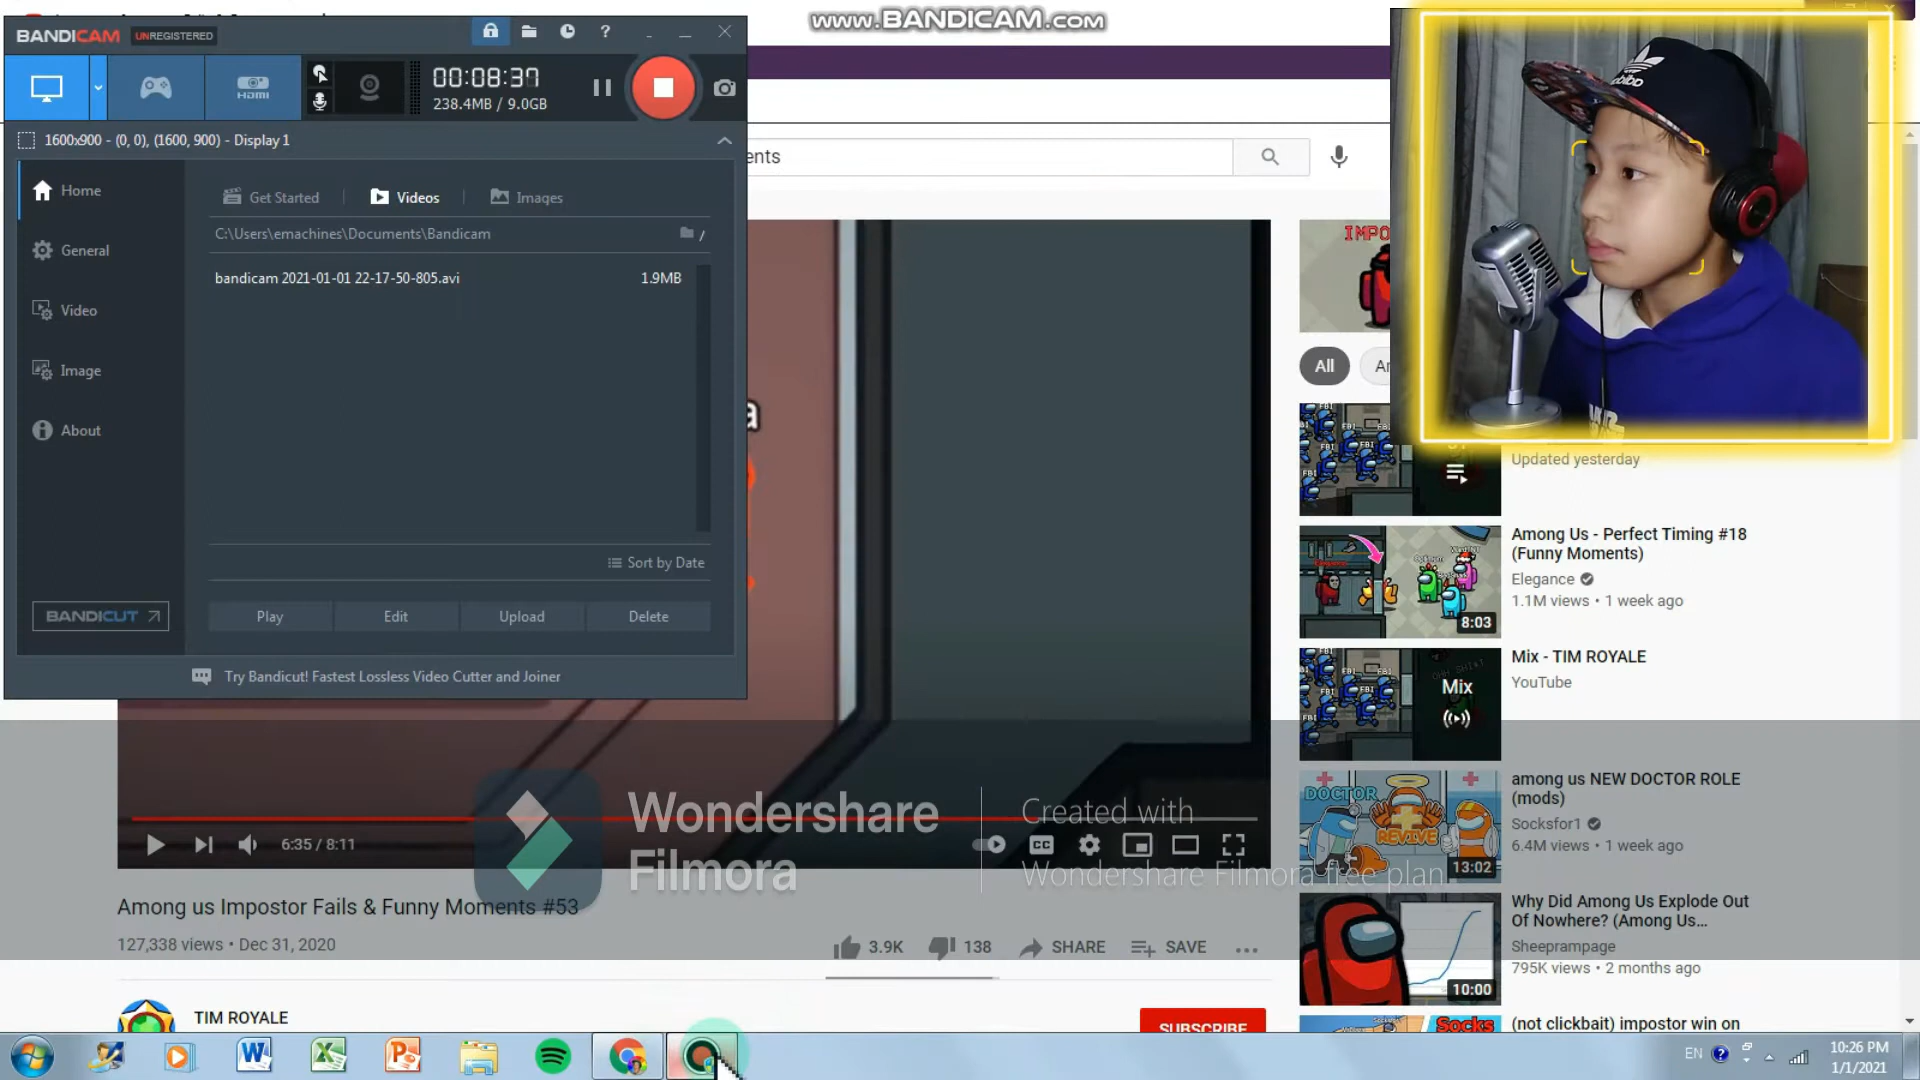 www.BANDICAM.com
BANDICAM UNREGISTERED
HDMI
00:08:37
238.4MB / 9.0GB
1600x900 - (0, 0), (1600, 900) - Display 1
Home
General
Video
Image
About
BANDICUT
Get Started
Videos
Images
C:\Users\emachines\Documents\Bandicam
bandicam 2021-01-01 22-17-50-805.avi 1.9MB
Sort by Date
Play Edit Upload Delete
Try Bandicut! Fastest Lossless Video Cutter and Joiner
ents
a
6:35 / 8:11
CC
Wondershare
Filmora
Created with
Wondershare Filmora free plan
Among us Impostor Fails & Funny Moments #53
127,338 views • Dec 31, 2020
3.9K 138 SHARE SAVE
TIM ROYALE
SUBSCRIBE
IMPO
All
adidas
FBI
Updated yesterday
Among Us - Perfect Timing #18
(Funny Moments)
Elegance
1.1M views • 1 week ago
8:03
Mix - TIM ROYALE
YouTube
Mix
among us NEW DOCTOR ROLE
(mods)
Socksfor1
6.4M views • 1 week ago
DOCTOR
REVIVE
13:02
Why Did Among Us Explode Out
Of Nowhere? (Among Us...
Sheeprampage
795K views • 2 months ago
10:00
Socks
(not clickbait) impostor win on
EN
10:26 PM
1/1/2021